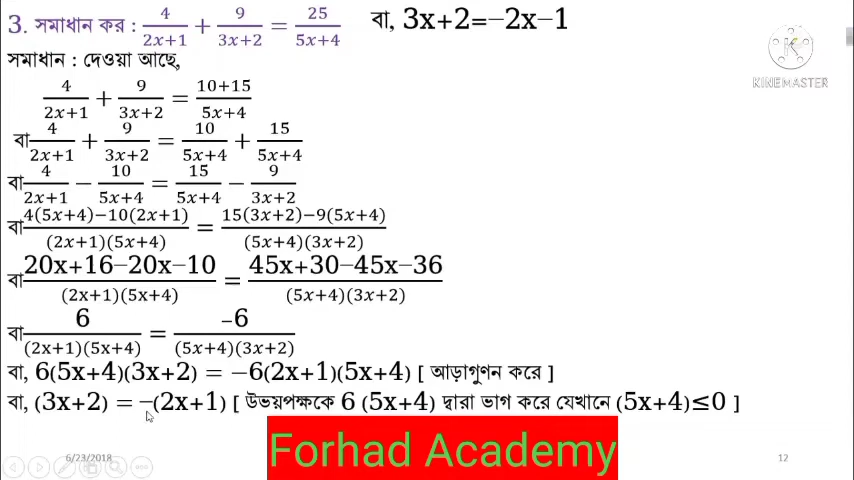 3. সমাধান কর : 4/(2x+1) + 9/(3x+2) = 25/(5x+4)
সমাধান : দেওয়া আছে,
4/(2x+1) + 9/(3x+2) = (10+15)/(5x+4)
বা 4/(2x+1) + 9/(3x+2) = 10/(5x+4) + 15/(5x+4)
বা 4/(2x+1) − 10/(5x+4) = 15/(5x+4) − 9/(3x+2)
বা (4(5x+4)−10(2x+1))/((2x+1)(5x+4)) = (15(3x+2)−9(5x+4))/((5x+4)(3x+2))
বা (20x+16−20x−10)/((2x+1)(5x+4)) = (45x+30−45x−36)/((5x+4)(3x+2))
বা 6/((2x+1)(5x+4)) = −6/((5x+4)(3x+2))
বা, 6(5x+4)(3x+2) = −6(2x+1)(5x+4) [ আড়াগুণন করে ]
বা, (3x+2) = −(2x+1) [ উভয়পক্ষকে 6 (5x+4) দ্বারা ভাগ করে যেখানে (5x+4)≤0 ]
বা, 3x+2=−2x−1
KINEMASTER
Forhad Academy
6/23/2018
12